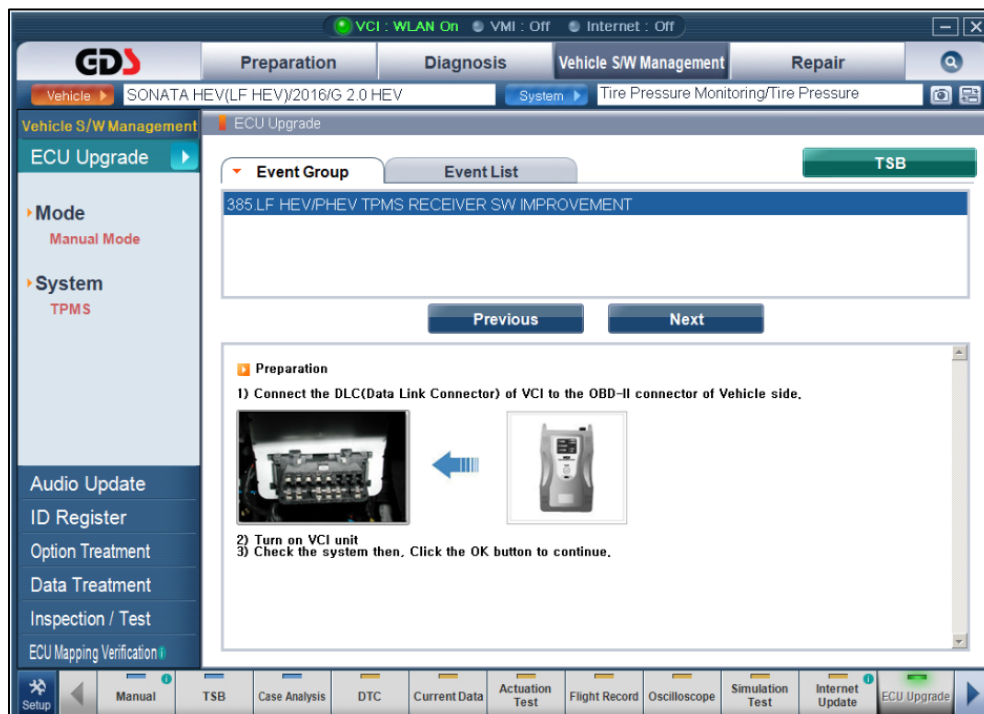 VCI : WLAN On VMI : Off Internet : Off
GDS Preparation Diagnosis Vehicle S/W Management Repair
Vehicle SONATA HEV(LF HEV)/2016/G 2.0 HEV System Tire Pressure Monitoring/Tire Pressure
Vehicle S/W Management
ECU Upgrade
ECU Upgrade
TSB
Event Group Event List
385.LF HEV/PHEV TPMS RECEIVER SW IMPROVEMENT
Mode
Manual Mode
System
TPMS
Previous Next
Preparation
1) Connect the DLC(Data Link Connector) of VCI to the OBD-II connector of Vehicle side.
2) Turn on VCI unit
3) Check the system then, Click the OK button to continue.
Audio Update
ID Register
Option Treatment
Data Treatment
Inspection / Test
ECU Mapping Verification i
Setup Manual i TSB Case Analysis DTC Current Data Actuation Test Flight Record Oscilloscope Simulation Test Internet Update i ECU Upgrade